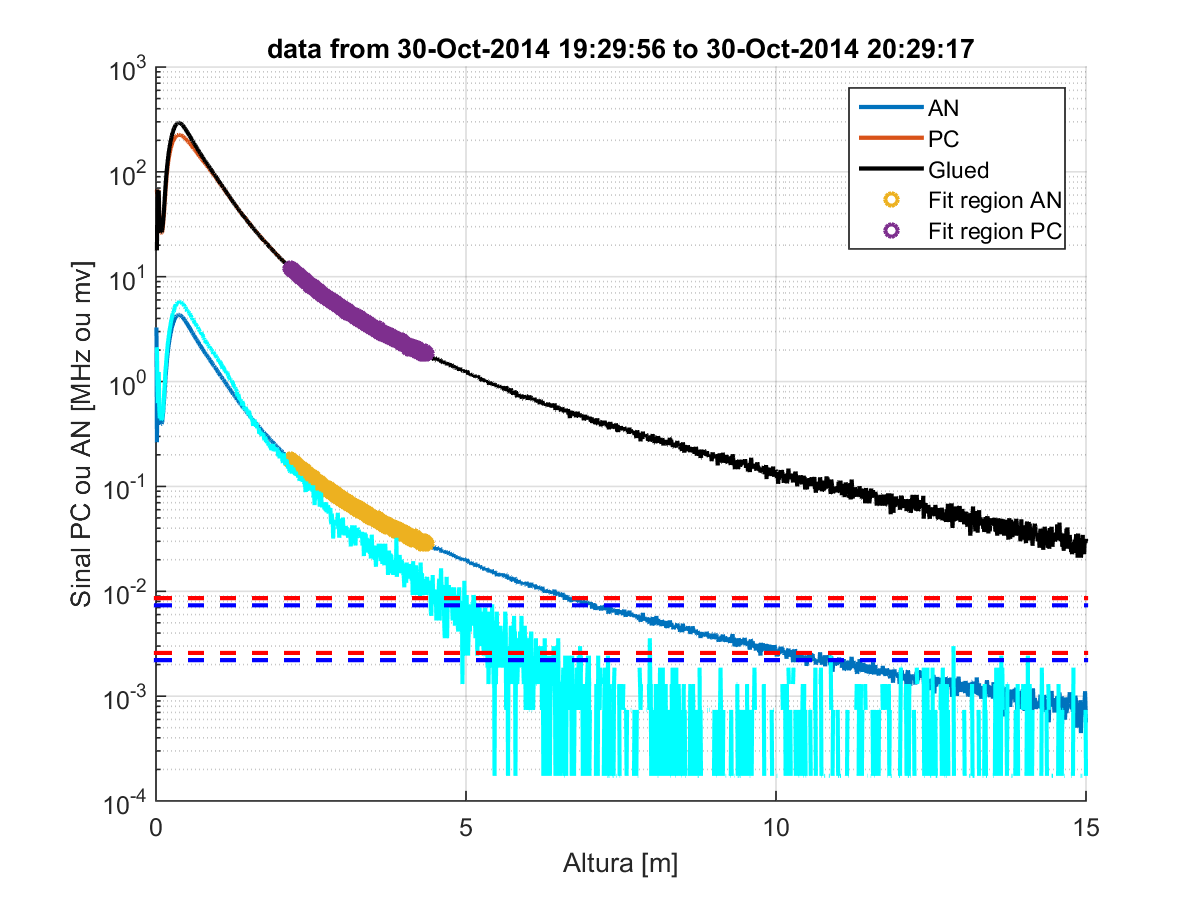 data from 30-Oct-2014 19:29:56 to 30-Oct-2014 20:29:17
10^3
10^2
10^1
10^0
10^-1
10^-2
10^-3
10^-4
Sinal PC ou AN [MHz ou mv]
AN
PC
Glued
Fit region AN
Fit region PC
0
5
10
15
Altura [m]